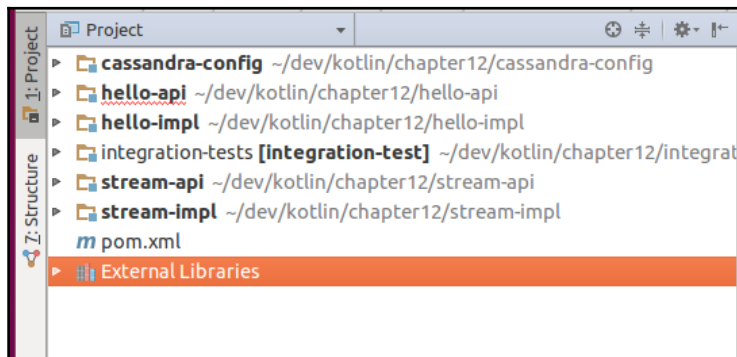 1: Project
Z: Structure
Project
cassandra-config ~/dev/kotlin/chapter12/cassandra-config
hello-api ~/dev/kotlin/chapter12/hello-api
hello-impl ~/dev/kotlin/chapter12/hello-impl
integration-tests [integration-test] ~/dev/kotlin/chapter12/integrat
stream-api ~/dev/kotlin/chapter12/stream-api
stream-impl ~/dev/kotlin/chapter12/stream-impl
m pom.xml
External Libraries